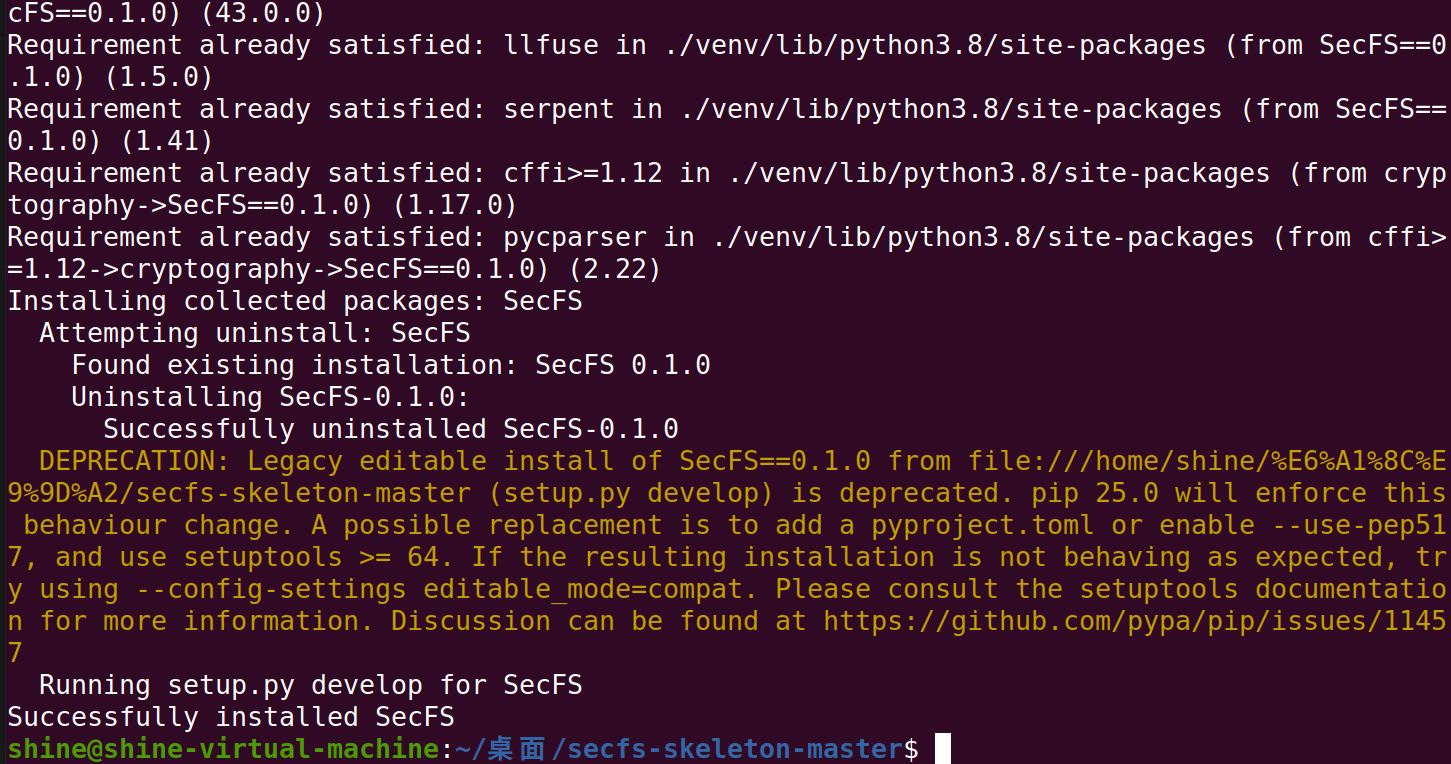 cFS==0.1.0) (43.0.0)
Requirement already satisfied: llfuse in ./venv/lib/python3.8/site-packages (from SecFS==0
.1.0) (1.5.0)
Requirement already satisfied: serpent in ./venv/lib/python3.8/site-packages (from SecFS==
0.1.0) (1.41)
Requirement already satisfied: cffi>=1.12 in ./venv/lib/python3.8/site-packages (from cryp
tography->SecFS==0.1.0) (1.17.0)
Requirement already satisfied: pycparser in ./venv/lib/python3.8/site-packages (from cffi>
=1.12->cryptography->SecFS==0.1.0) (2.22)
Installing collected packages: SecFS
  Attempting uninstall: SecFS
    Found existing installation: SecFS 0.1.0
    Uninstalling SecFS-0.1.0:
      Successfully uninstalled SecFS-0.1.0
  DEPRECATION: Legacy editable install of SecFS==0.1.0 from file:///home/shine/%E6%A1%8C%E
9%9D%A2/secfs-skeleton-master (setup.py develop) is deprecated. pip 25.0 will enforce this
 behaviour change. A possible replacement is to add a pyproject.toml or enable --use-pep51
7, and use setuptools >= 64. If the resulting installation is not behaving as expected, tr
y using --config-settings editable_mode=compat. Please consult the setuptools documentatio
n for more information. Discussion can be found at https://github.com/pypa/pip/issues/1145
7
  Running setup.py develop for SecFS
Successfully installed SecFS
shine@shine-virtual-machine:~/桌面/secfs-skeleton-master$